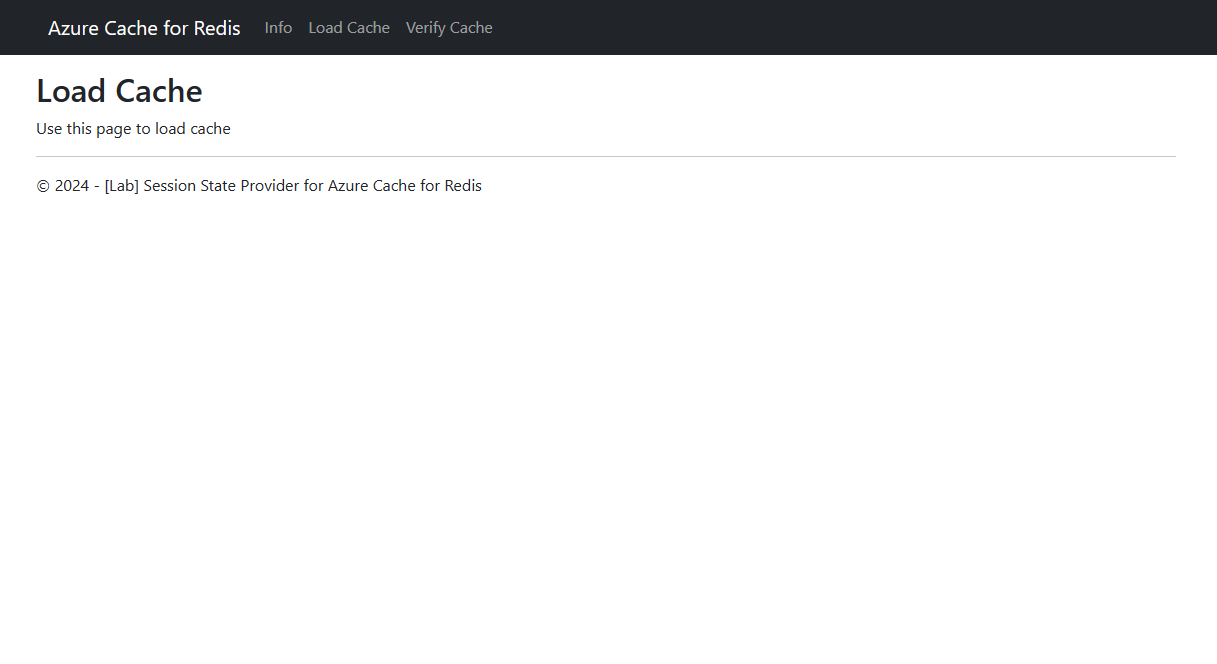 Azure Cache for Redis Info Load Cache Verify Cache
Load Cache
Use this page to load cache
© 2024 - [Lab] Session State Provider for Azure Cache for Redis